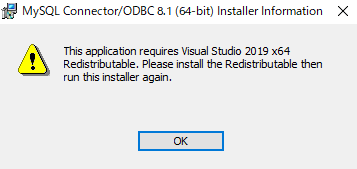 MySQL Connector/ODBC 8.1 (64-bit) Installer Information
This application requires Visual Studio 2019 x64
Redistributable. Please install the Redistributable then
run this installer again.
OK